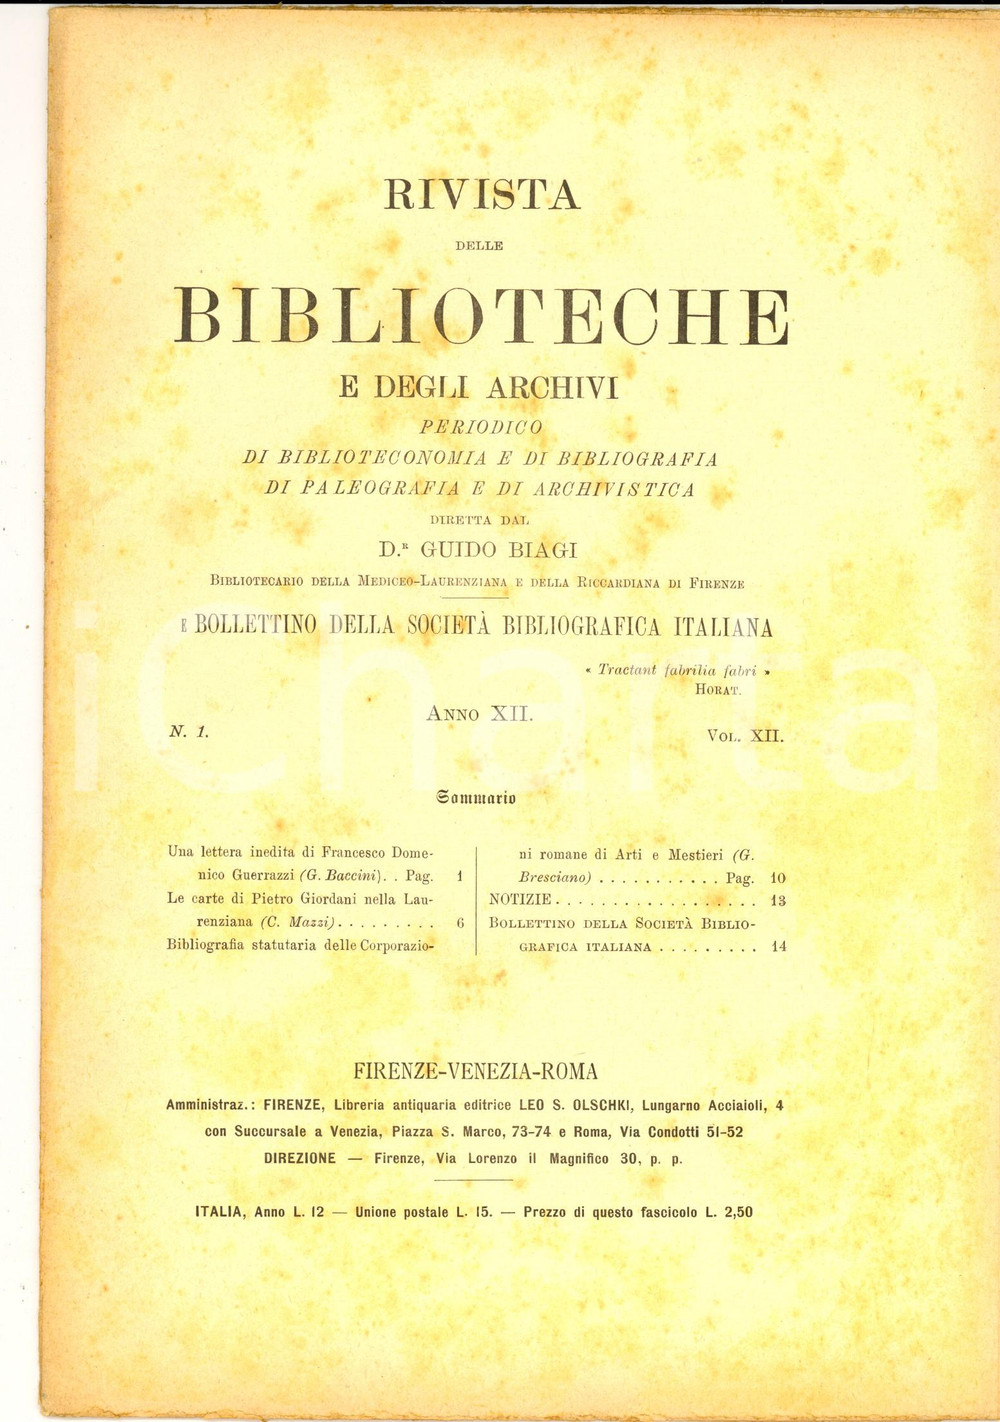 RIVISTA
DELLE
BIBLIOTECHE
E DEGLI ARCHIVI
PERIODICO
DI BIBLIOTECONOMIA E DI BIBLIOGRAFIA
DI PALEOGRAFIA E DI ARCHIVISTICA
DIRETTA DAL
D.R GUIDO BIAGI
BIBLIOTECARIO DELLA MEDICEO-LAURENZIANA E DELLA RICCARDIANA DI FIRENZE
E BOLLETTINO DELLA SOCIETÀ BIBLIOGRAFICA ITALIANA
« Tractant fabrilia fabri »
HORAT.
ANNO XII.
N. 1.
VOL. XII.
Sommario
Una lettera inedita di Francesco Dome-
nico Guerrazzi (G. Baccini). . Pag. 1
Le carte di Pietro Giordani nella Lau-
renziana (C. Mazzi) . . . . . . . . . 6
Bibliografia statutaria delle Corporazio-
ni romane di Arti e Mestieri (G.
Bresciano) . . . . . . . . . . . Pag. 10
NOTIZIE . . . . . . . . . . . . . . . . . . 13
BOLLETTINO DELLA SOCIETÀ BIBLIO-
GRAFICA ITALIANA . . . . . . . . . 14
FIRENZE-VENEZIA-ROMA
Amministraz.: FIRENZE, Libreria antiquaria editrice LEO S. OLSCHKI, Lungarno Acciaioli, 4
con Succursale a Venezia, Piazza S. Marco, 73-74 e Roma, Via Condotti 51-52
DIREZIONE — Firenze, Via Lorenzo il Magnifico 30, p. p.
ITALIA, Anno L. 12 — Unione postale L. 15. — Prezzo di questo fascicolo L. 2,50
iCharta